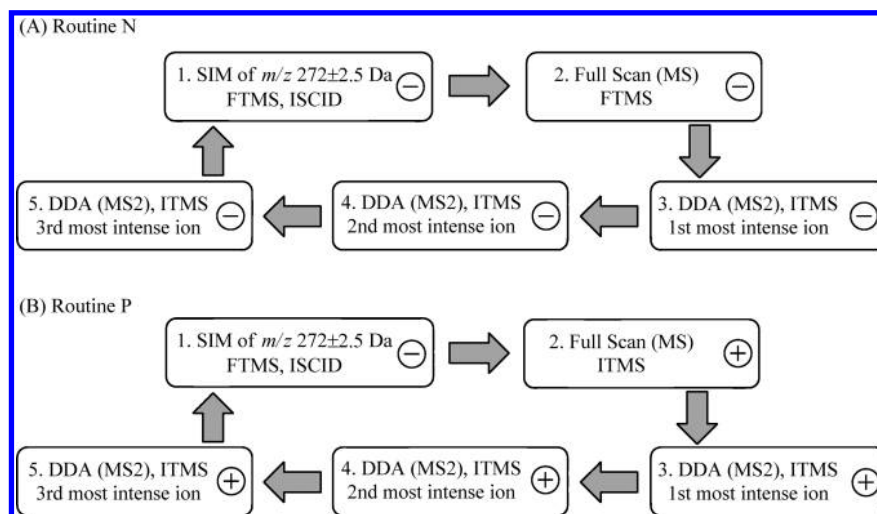 (A) Routine N
1. SIM of m/z 272±2.5 Da
FTMS, ISCID
−
2. Full Scan (MS)
FTMS
−
3. DDA (MS2), ITMS
1st most intense ion
−
4. DDA (MS2), ITMS
2nd most intense ion
−
5. DDA (MS2), ITMS
3rd most intense ion
−
(B) Routine P
1. SIM of m/z 272±2.5 Da
FTMS, ISCID
−
2. Full Scan (MS)
ITMS
+
3. DDA (MS2), ITMS
1st most intense ion
+
4. DDA (MS2), ITMS
2nd most intense ion
+
5. DDA (MS2), ITMS
3rd most intense ion
+